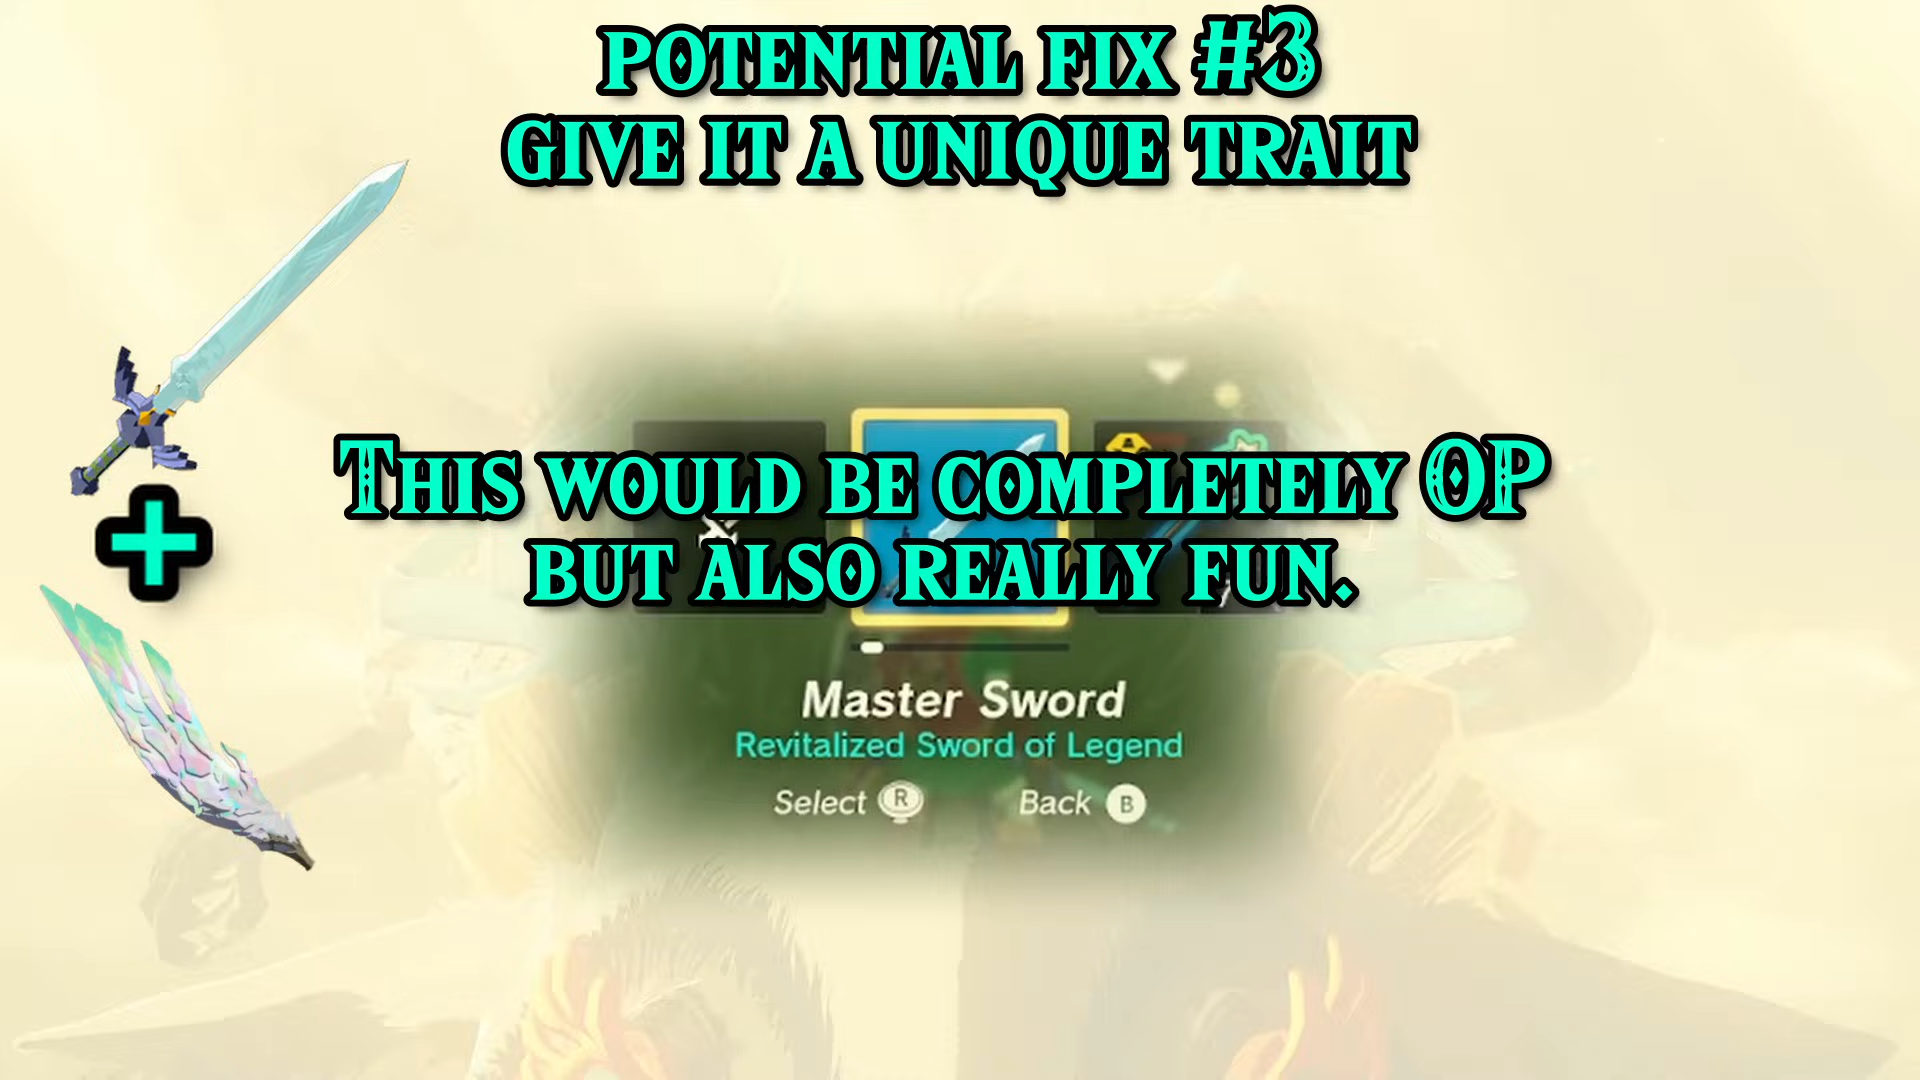 POTENTIAL FIX #3
GIVE IT A UNIQUE TRAIT
THIS WOULD BE COMPLETELY OP
BUT ALSO REALLY FUN.
Master Sword
Revitalized Sword of Legend
Select R Back B